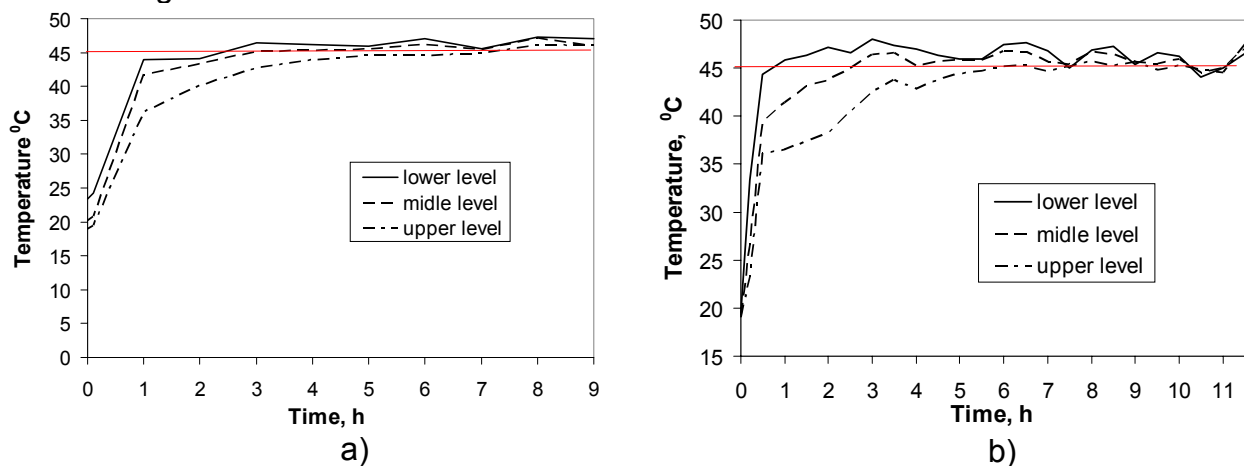 Temperature ⁰C
50
45
40
35
30
25
20
15
10
5
0
0 1 2 3 4 5 6 7 8 9
Time, h
lower level
midle level
upper level
a)
Temperature, ⁰C
50
45
40
35
30
25
20
15
0 1 2 3 4 5 6 7 8 9 10 11
Time, h
lower level
midle level
upper level
b)